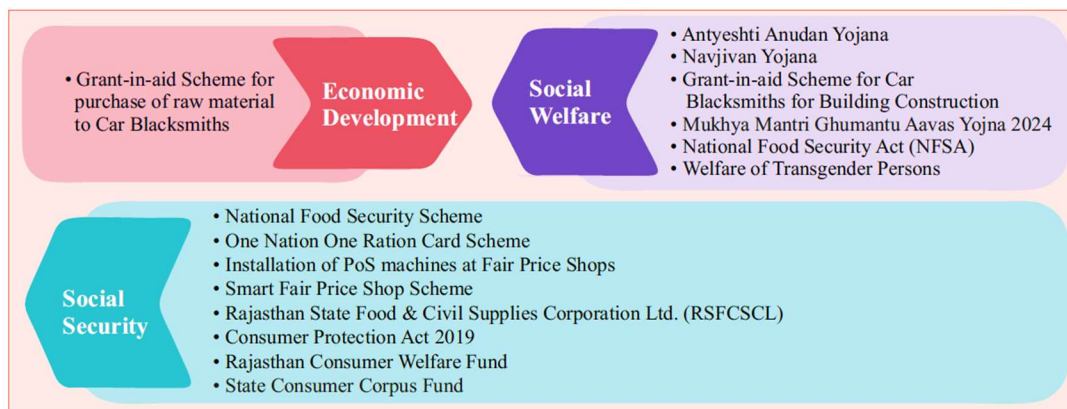 • Grant-in-aid Scheme for
purchase of raw material
to Car Blacksmiths
Economic
Development
Social
Welfare
• Antyeshti Anudan Yojana
• Navjivan Yojana
• Grant-in-aid Scheme for Car
Blacksmiths for Building Construction
• Mukhya Mantri Ghumantu Aavas Yojna 2024
• National Food Security Act (NFSA)
• Welfare of Transgender Persons
Social
Security
• National Food Security Scheme
• One Nation One Ration Card Scheme
• Installation of PoS machines at Fair Price Shops
• Smart Fair Price Shop Scheme
• Rajasthan State Food & Civil Supplies Corporation Ltd. (RSFCSCL)
• Consumer Protection Act 2019
• Rajasthan Consumer Welfare Fund
• State Consumer Corpus Fund